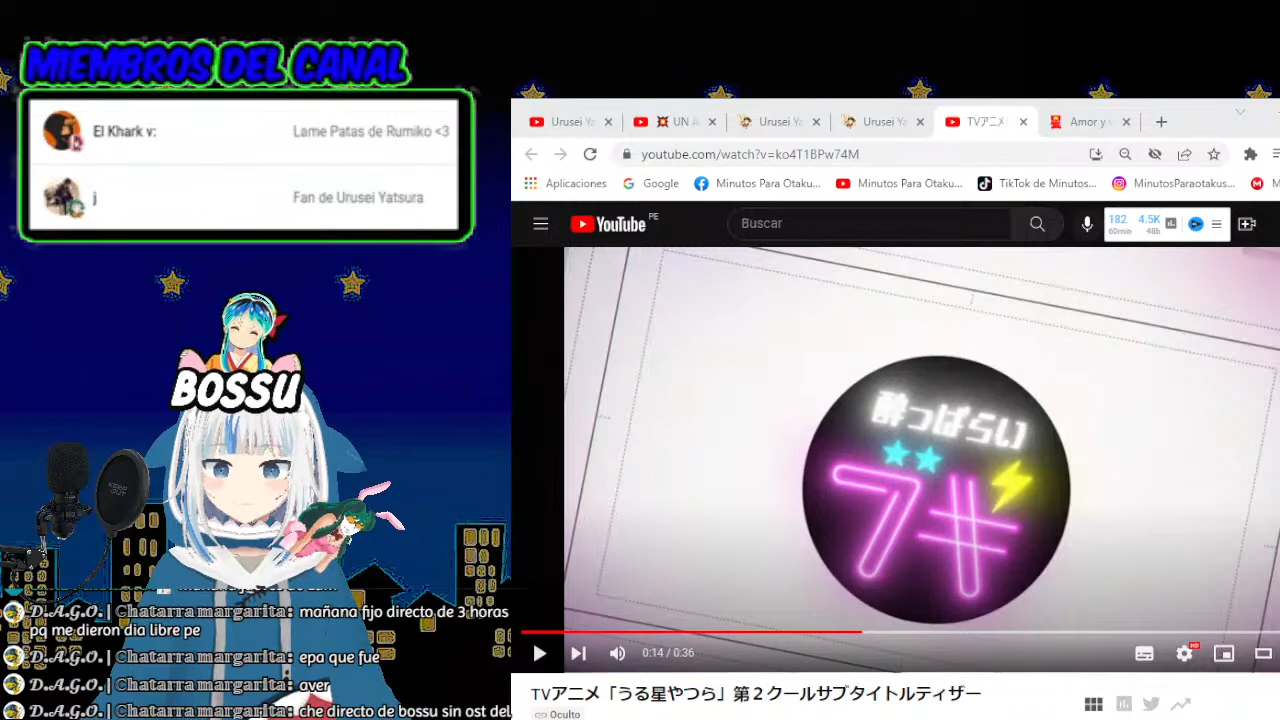 MIEMBROS DEL CANAL
El Khark v: Lame Patas de Rumiko <3
j Fan de Urusei Yatsura
BOSSU
KEEP OUT
D.A.G.O. | Chatarra margarita: mañana fijo directo de 3 horas
pq me dieron dia libre pe
D.A.G.O. | Chatarra margarita: epa que fue
D.A.G.O. | Chatarra margarita: aver
D.A.G.O. | Chatarra margarita: che directo de bossu sin ost del
Urusei Ya
UN A
Urusei Ya
Urusei Ya
TVアニメ
Amor y v
youtube.com/watch?v=ko4T1BPw74M
Aplicaciones
Google
Minutos Para Otaku...
Minutos Para Otaku...
TikTok de Minutos...
MinutosParaotakus...
YouTube PE
Buscar
182 4.5K
60min 48h
酔っぱらい
ブギ
0:14 / 0:36
HD
TVアニメ「うる星やつら」第２クールサブタイトルティザー
Oculto